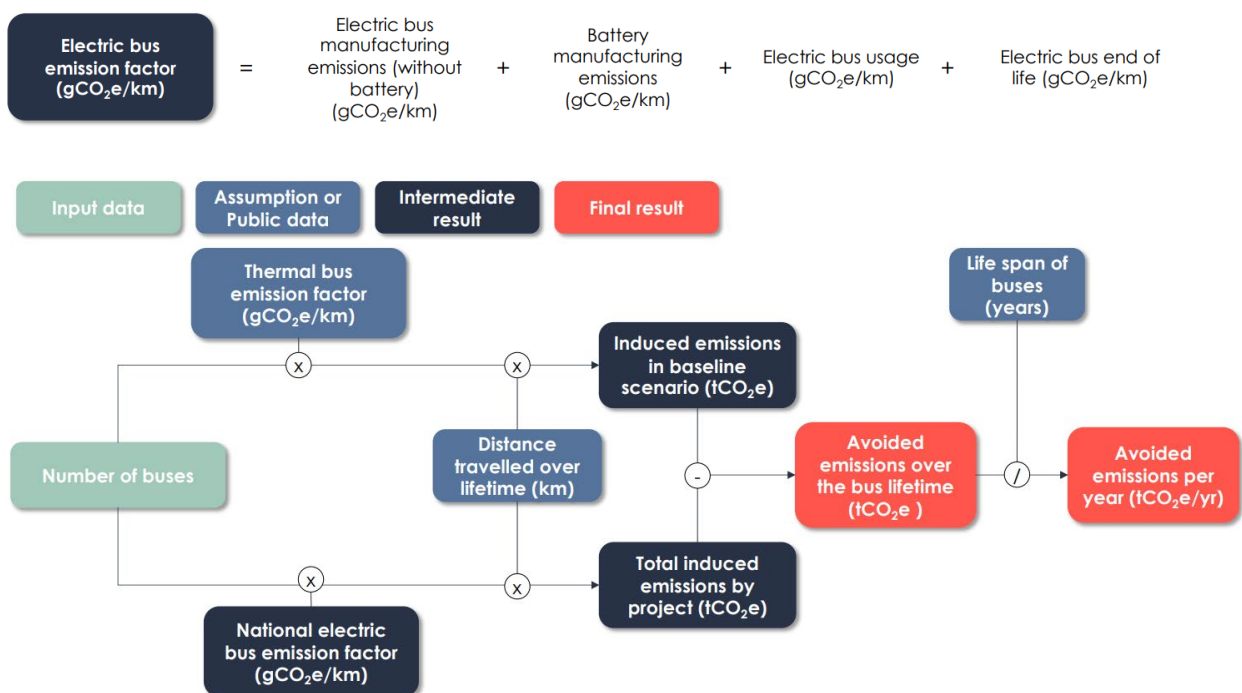 Electric bus
emission factor
(gCO₂e/km)
=
Electric bus
manufacturing
emissions (without
battery)
(gCO₂e/km)
+
Battery
manufacturing
emissions
(gCO₂e/km)
+
Electric bus usage
(gCO₂e/km)
+
Electric bus end of
life (gCO₂e/km)
Input data
Assumption or
Public data
Intermediate
result
Final result
Thermal bus
emission factor
(gCO₂e/km)
Life span of
buses
(years)
x
x
Induced emissions
in baseline
scenario (tCO₂e)
Number of buses
Distance
travelled over
lifetime (km)
-
Avoided
emissions over
the bus lifetime
(tCO₂e )
/
Avoided
emissions per
year (tCO₂e/yr)
x
x
Total induced
emissions by
project (tCO₂e)
National electric
bus emission factor
(gCO₂e/km)